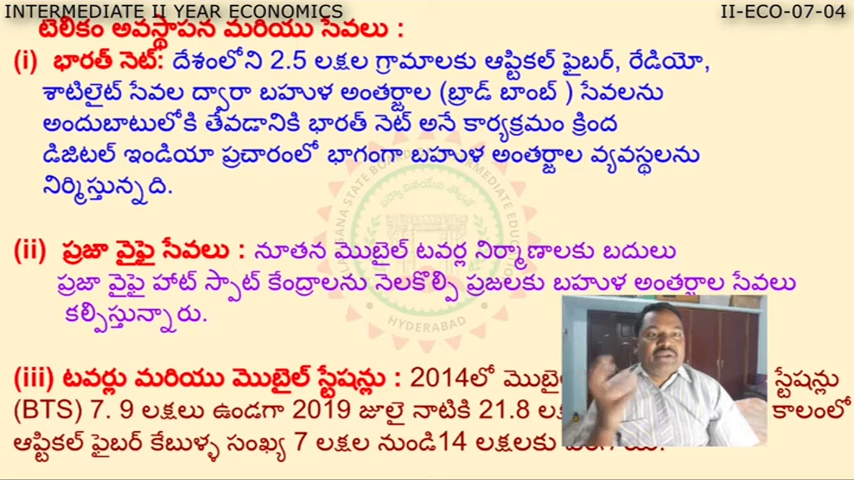 INTERMEDIATE II YEAR ECONOMICS II-ECO-07-04
టెలికం అవస్థాపన మరియు సేవలు :
(i) భారత్ నెట్: దేశంలోని 2.5 లక్షల గ్రామాలకు ఆప్టికల్ ఫైబర్, రేడియో,
శాటిలైట్ సేవల ద్వారా బహుళ అంతర్జాల (బ్రాడ్ బాంబ్ ) సేవలను
అందుబాటులోకి తేవడానికి భారత్ నెట్ అనే కార్యక్రమం క్రింద
డిజిటల్ ఇండియా ప్రచారంలో భాగంగా బహుళ అంతర్జాల వ్యవస్థలను
నిర్మిస్తున్నది.
(ii) ప్రజా వైఫై సేవలు : నూతన మొబైల్ టవర్ల నిర్మాణాలకు బదులు
ప్రజా వైఫై హాట్ స్పాట్ కేంద్రాలను నెలకొల్పి ప్రజలకు బహుళ అంతర్జాల సేవలు
కల్పిస్తున్నారు.
(iii) టవర్లు మరియు మొబైల్ స్టేషన్లు : 2014లో స్టేషన్లు
(BTS) 7. 9 లక్షలు ఉండగా 2019 జూలై నాటికి 21.8 కాలంలో
ఆప్టికల్ ఫైబర్ కేబుళ్ళ సంఖ్య 7 లక్షల నుండి14 లక్షలకు
HYDERABAD